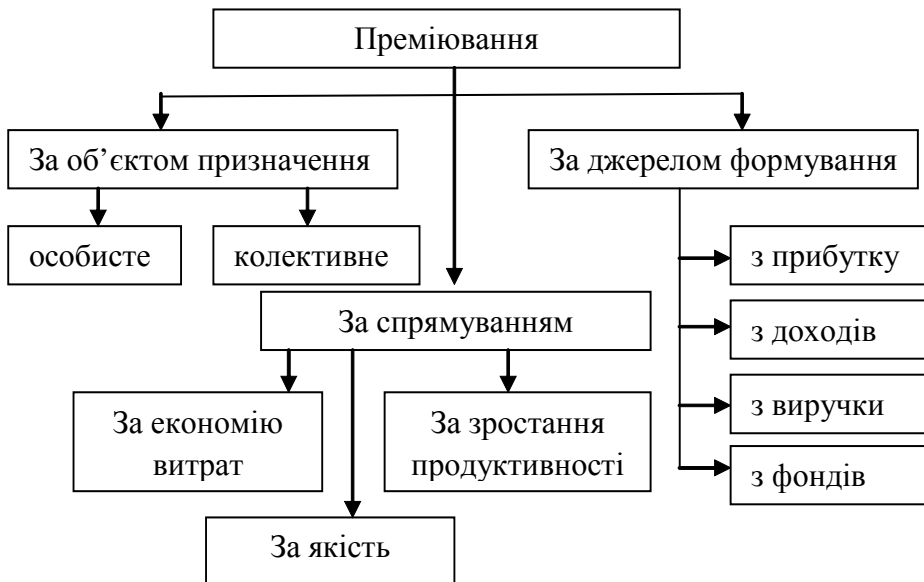 Преміювання
За об’єктом призначення
За джерелом формування
особисте
колективне
з прибутку
За спрямуванням
з доходів
За економію
витрат
За зростання
продуктивності
з виручки
з фондів
За якість